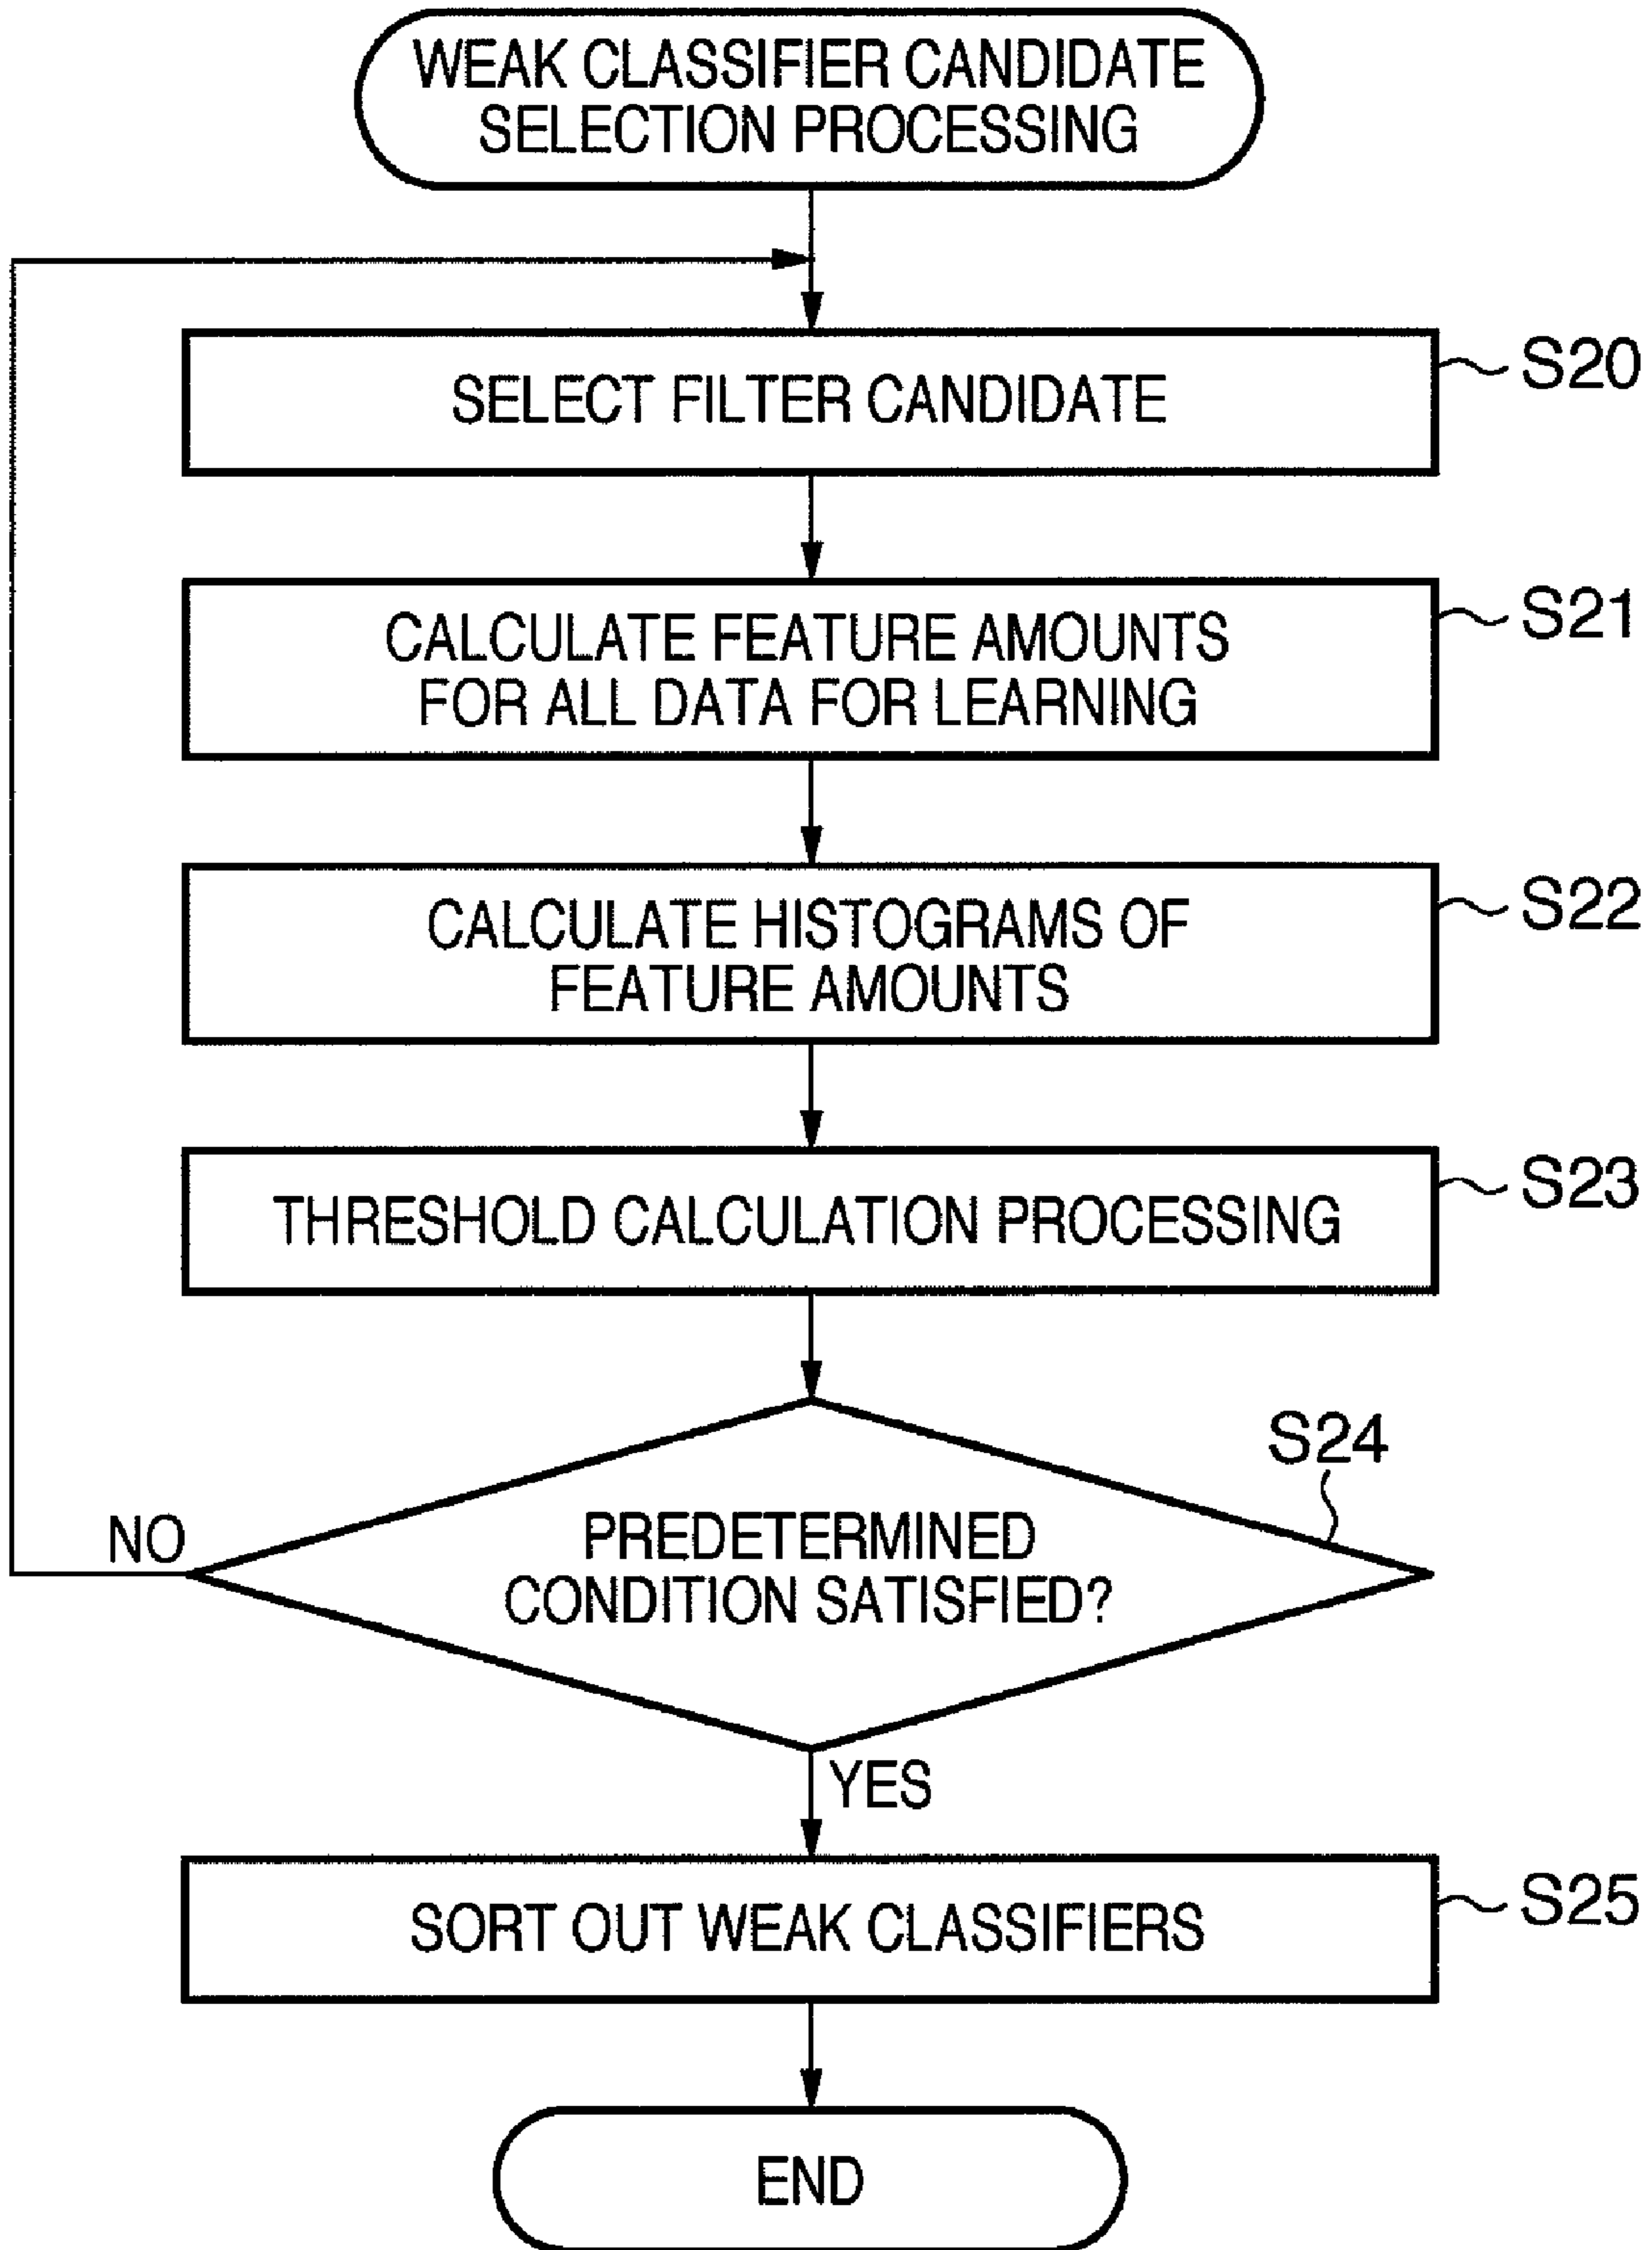 WEAK CLASSIFIER CANDIDATE
SELECTION PROCESSING
SELECT FILTER CANDIDATE
S20
CALCULATE FEATURE AMOUNTS
FOR ALL DATA FOR LEARNING
S21
CALCULATE HISTOGRAMS OF
FEATURE AMOUNTS
S22
THRESHOLD CALCULATION PROCESSING
S23
S24
NO
PREDETERMINED
CONDITION SATISFIED?
YES
SORT OUT WEAK CLASSIFIERS
S25
END